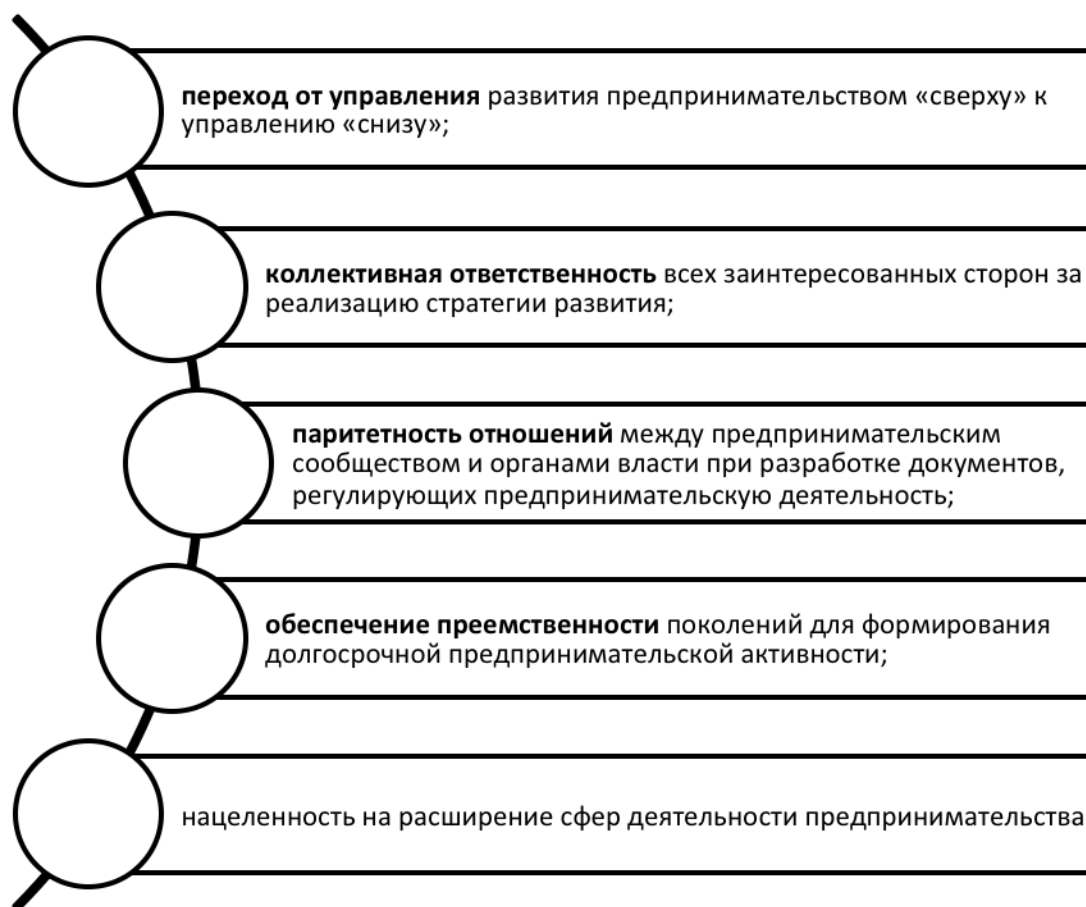 переход от управления развития предпринимательством «сверху» к
управлению «снизу»;
коллективная ответственность всех заинтересованных сторон за
реализацию стратегии развития;
паритетность отношений между предпринимательским
сообществом и органами власти при разработке документов,
регулирующих предпринимательскую деятельность;
обеспечение преемственности поколений для формирования
долгосрочной предпринимательской активности;
нацеленность на расширение сфер деятельности предпринимательства